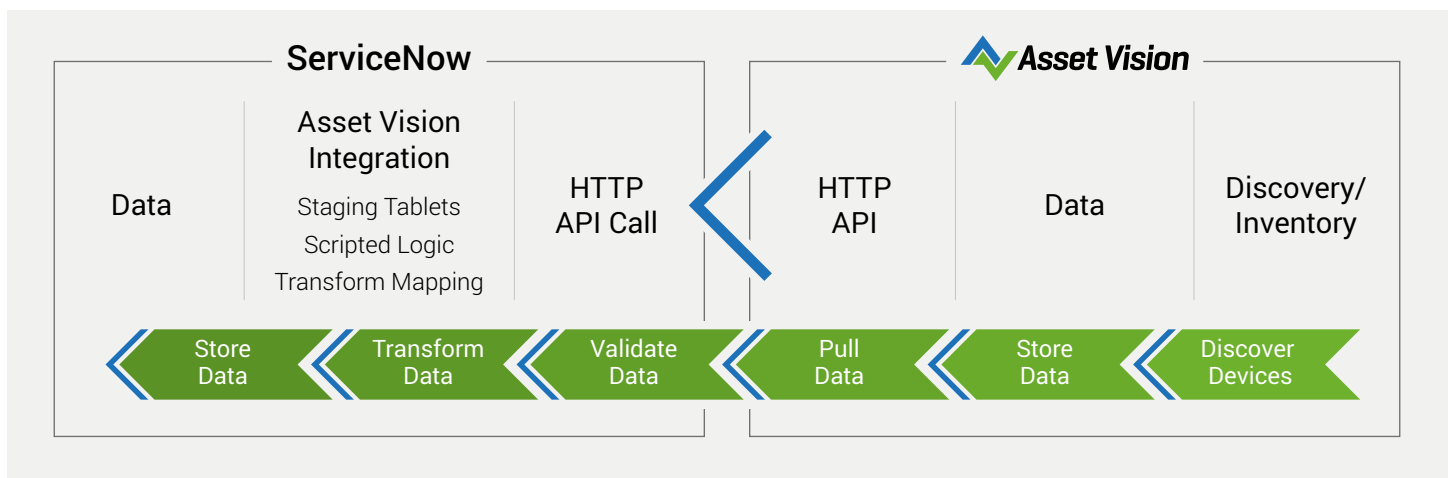 ServiceNow
Data
Asset Vision
Integration
Staging Tablets
Scripted Logic
Transform Mapping
HTTP
API Call
Asset Vision
HTTP
API
Data
Discovery/
Inventory
Store
Data
Transform
Data
Validate
Data
Pull
Data
Store
Data
Discover
Devices